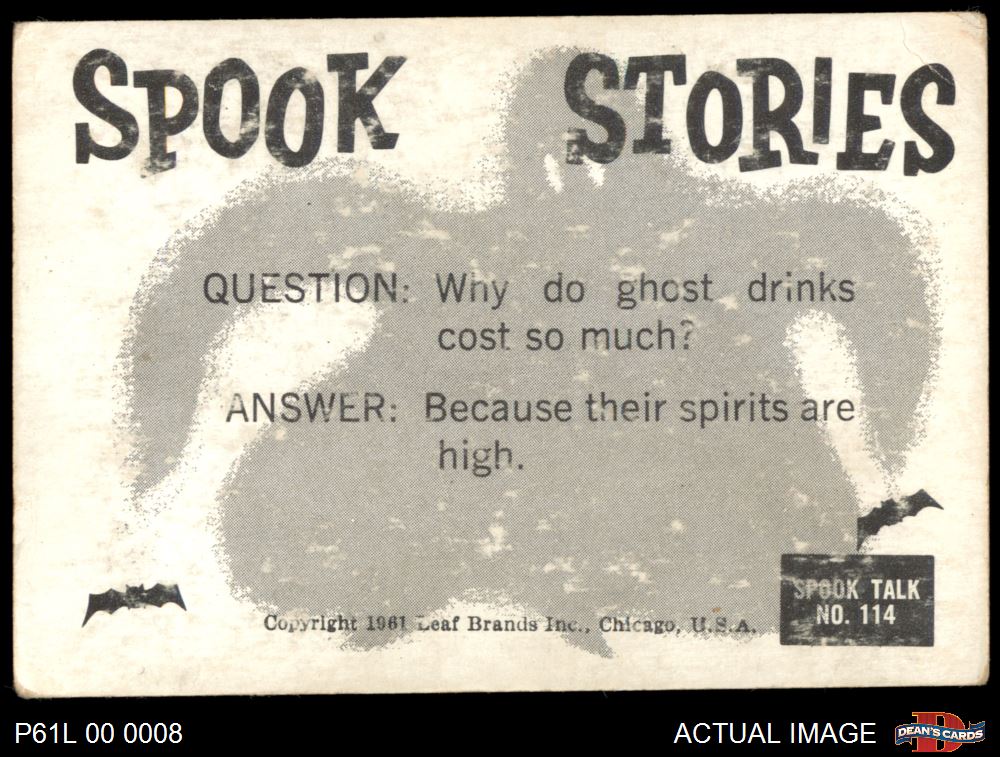 SPOOK STORIES
QUESTION: Why do ghost drinks
cost so much?
ANSWER: Because their spirits are
high.
SPOOK TALK
NO. 114
Copyright 1961 Leaf Brands Inc., Chicago, U.S.A.
P61L 00 0008
ACTUAL IMAGE
D
DEAN'S CARDS